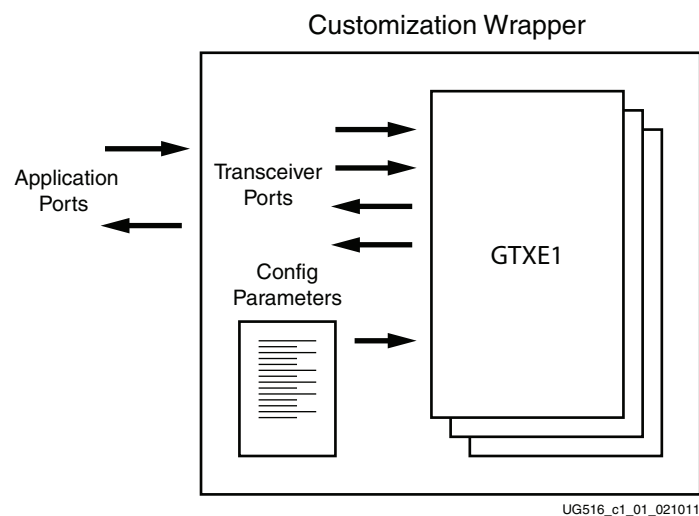 Customization Wrapper
Application
Ports
Transceiver
Ports
Config
Parameters
GTXE1
UG516_c1_01_021011